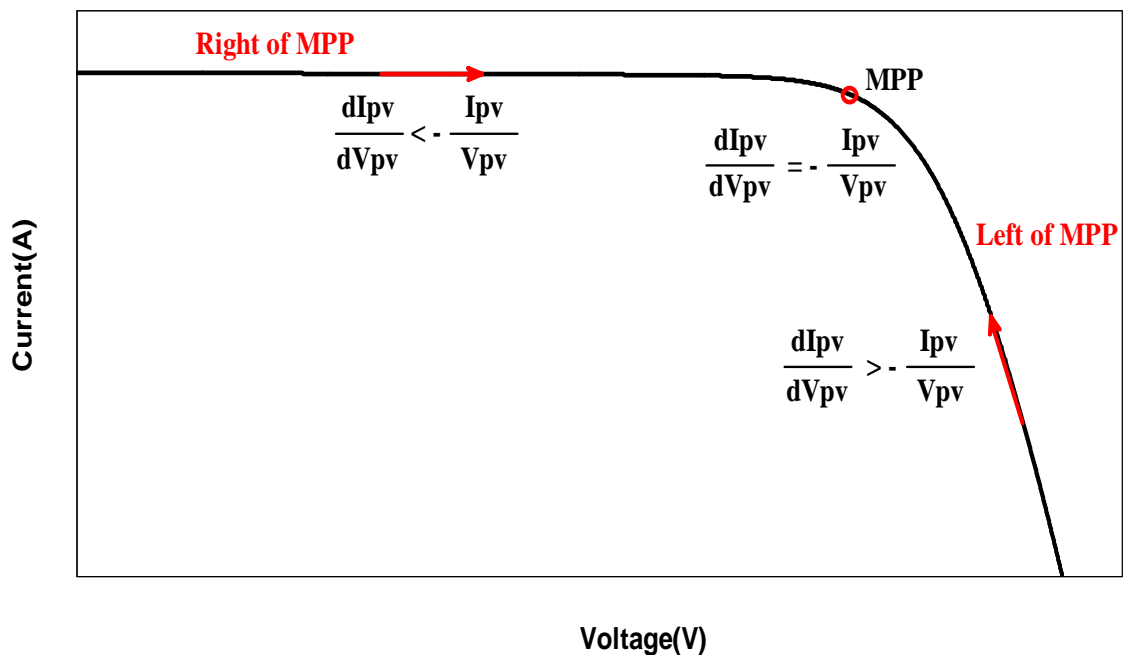 Right of MPP
MPP
dIpv
dVpv
< -
Ipv
Vpv
dIpv
dVpv
= -
Ipv
Vpv
Left of MPP
dIpv
dVpv
> -
Ipv
Vpv
Current(A)
Voltage(V)